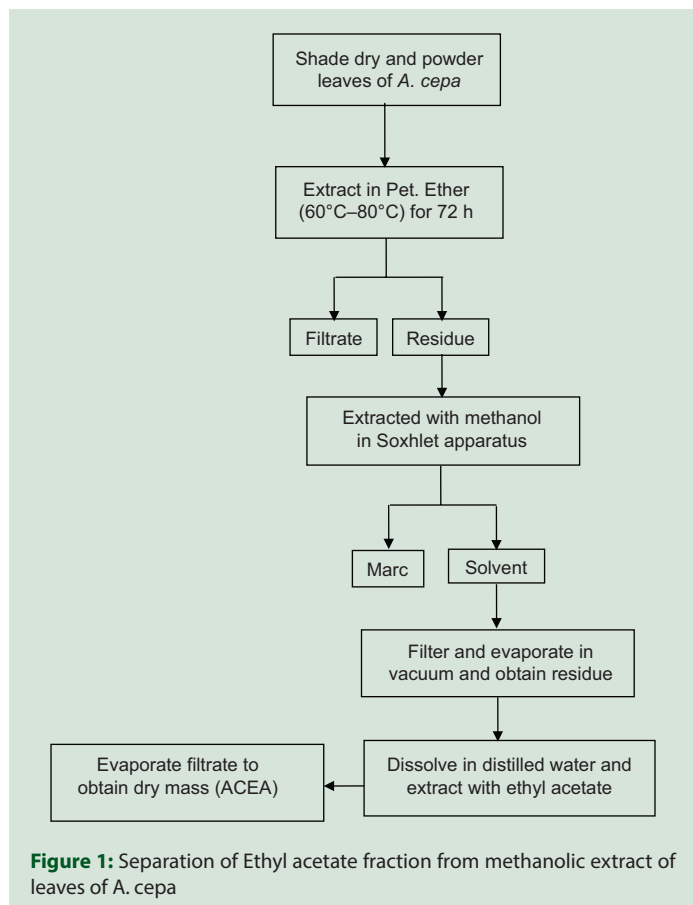 Shade dry and powder
leaves of A. cepa
Extract in Pet. Ether
(60°C–80°C) for 72 h
Filtrate
Residue
Extracted with methanol
in Soxhlet apparatus
Marc
Solvent
Filter and evaporate in
vacuum and obtain residue
Dissolve in distilled water and
extract with ethyl acetate
Evaporate filtrate to
obtain dry mass (ACEA)
Figure 1: Separation of Ethyl acetate fraction from methanolic extract of
leaves of A. cepa